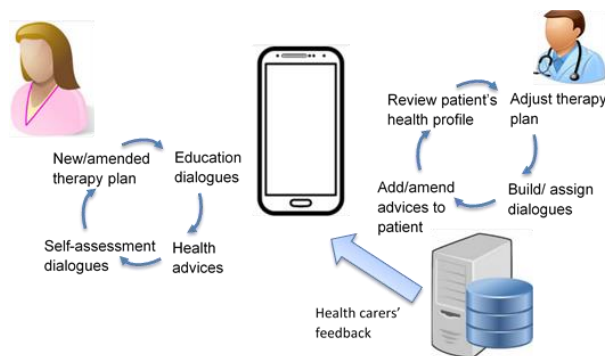 New/amended
therapy plan
Education
dialogues
Health
advices
Self-assessment
dialogues
Review patient's
health profile
Adjust therapy
plan
Build/ assign
dialogues
Add/amend
advices to
patient
Health carers'
feedback